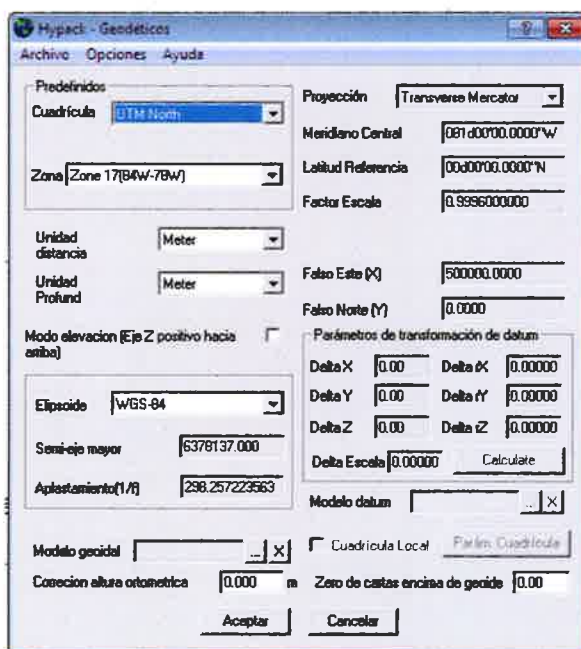 Hypack - Geodéticos
Archivo Opciones Ayuda
Predefinidos
Cuadrícula UTM North
Zona Zone 17(84W-78W)
Proyección Transverse Mercator
Meridiano Central 081d00'00.0000"W
Latitud Referencia 00d00'00.0000"N
Factor Escala 0.9996000000
Unidad distancia Meter
Unidad Profund Meter
Falso Este (X) 500000.0000
Falso Norte (Y) 0.0000
Modo elevacion (Eje Z positivo hacia arriba)
Elipsoide WGS-84
Semi-eje mayor 6378137.000
Aplastamiento(1/f) 298.257223563
Parámetros de transformación de datum
Delta X 0.00 Delta rX 0.00000
Delta Y 0.00 Delta rY 0.00000
Delta Z 0.00 Delta rZ 0.00000
Delta Escala 0.00000 Calculate
Modelo datum ... X
Modelo geoidal ... X
Cuadrícula Local Parám. Cuadrícula
Correcion altura ortometrica 0.000 m
Zero de cartas encima de geoide 0.00
Aceptar Cancelar